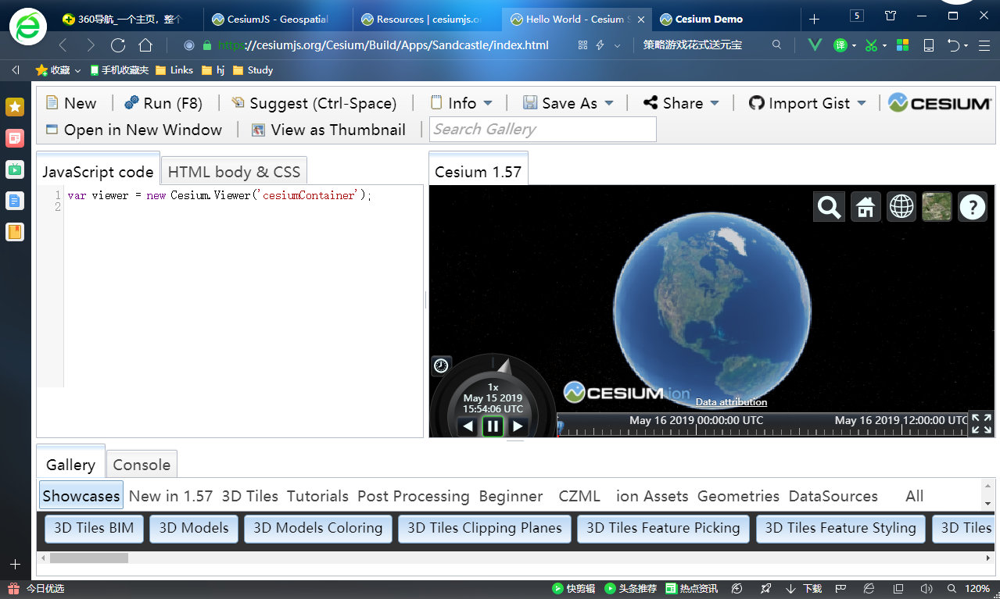 360导航_一个主页，整个
CesiumJS - Geospatial
Resources | cesiumjs.o
Hello World - Cesium S
Cesium Demo
5
https://cesiumjs.org/Cesium/Build/Apps/Sandcastle/index.html
策略游戏花式送元宝
译
收藏
手机收藏夹
Links
hj
Study
New
Run (F8)
Suggest (Ctrl-Space)
Info
Save As
Share
Import Gist
CESIUM
Open in New Window
View as Thumbnail
Search Gallery
JavaScript code
HTML body & CSS
Cesium 1.57
1 var viewer = new Cesium.Viewer('cesiumContainer');
2
?
1x
May 15 2019
15:54:06 UTC
CESIUM ion
Data attribution
May 16 2019 00:00:00 UTC
May 16 2019 12:00:00 UTC
Gallery
Console
Showcases
New in 1.57
3D Tiles
Tutorials
Post Processing
Beginner
CZML
ion Assets
Geometries
DataSources
All
3D Tiles BIM
3D Models
3D Models Coloring
3D Tiles Clipping Planes
3D Tiles Feature Picking
3D Tiles Feature Styling
3D Tiles
今日优选
快剪辑
头条推荐
热点资讯
下载
120%